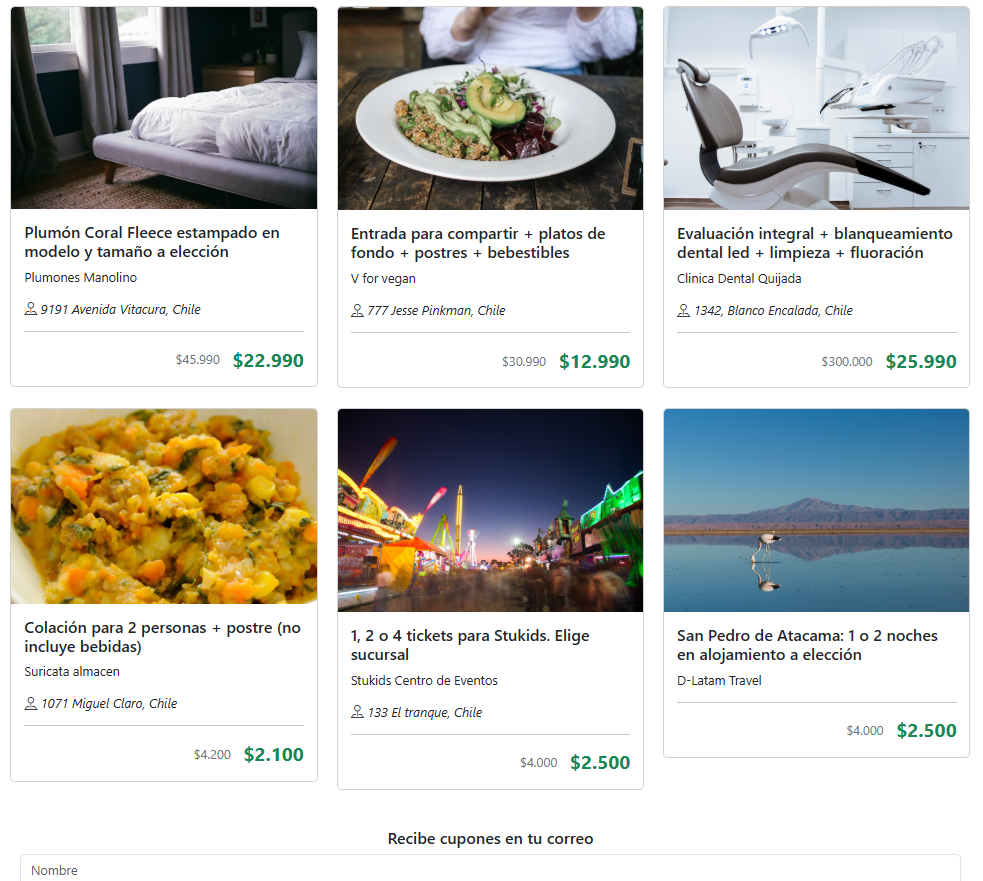 Plumón Coral Fleece estampado en
modelo y tamaño a elección
Plumones Manolino
9191 Avenida Vitacura, Chile
$45.990 $22.990
Entrada para compartir + platos de
fondo + postres + bebestibles
V for vegan
777 Jesse Pinkman, Chile
$30.990 $12.990
Evaluación integral + blanqueamiento
dental led + limpieza + fluoración
Clinica Dental Quijada
1342, Blanco Encalada, Chile
$300.000 $25.990
Colación para 2 personas + postre (no
incluye bebidas)
Suricata almacen
1071 Miguel Claro, Chile
$4.200 $2.100
1, 2 o 4 tickets para Stukids. Elige
sucursal
Stukids Centro de Eventos
133 El tranque, Chile
$4.000 $2.500
San Pedro de Atacama: 1 o 2 noches
en alojamiento a elección
D-Latam Travel
$4.000 $2.500
Recibe cupones en tu correo
Nombre